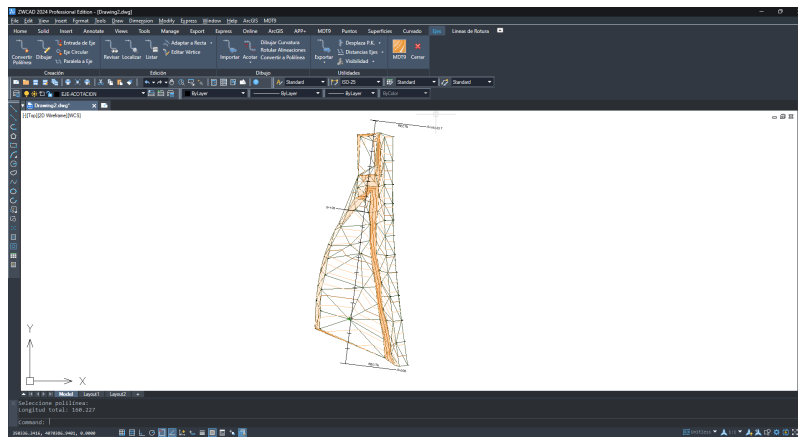 ZWCAD 2024 Professional Edition - [Drawing2.dwg]
File Edit View Insert Format Tools Draw Dimension Modify Express Window Help ArcGIS MDT9
Home Solid Insert Annotate Views Tools Manage Export Express Online ArcGIS APP+ MDT9 Puntos Superficies Curvado Ejes Líneas de Rotura
Convertir Polilínea
Dibujar
Entrada de Eje
Eje Circular
Paralela a Eje
Creación
Revisar Localizar Listar
Adaptar a Recta
Editar Vértice
Edición
Importar Acotar
Dibujar Curvatura
Rotular Alineaciones
Convertir a Polilínea
Dibujo
Exportar
Desplaza P.K.
Distancias Ejes
Visibilidad
Utilidades
MDT9 Cerrar
Standard ISO-25 Standard Standard
EJE-ACOTACION ByLayer ByLayer ByLayer ByColor
Drawing2.dwg*
[-][Top][2D Wireframe][WCS]
RECTA
RECTA
Y
X
Model Layout1 Layout2 +
Seleccione polilínea:
Longitud total: 160.227
Command: